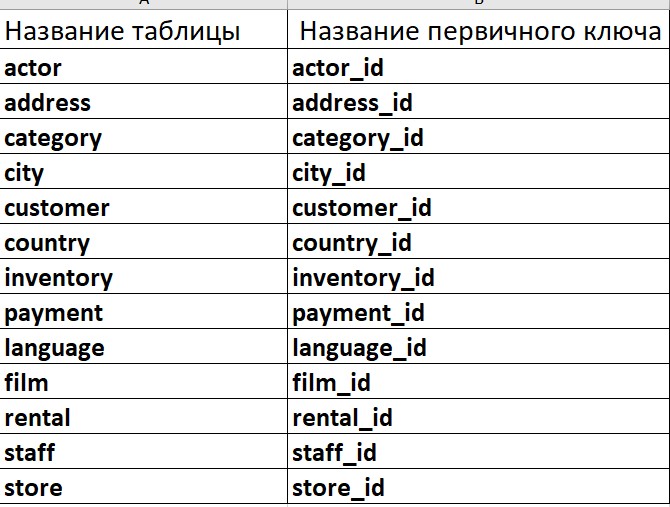 Название таблицы Название первичного ключа
actor actor_id
address address_id
category category_id
city city_id
customer customer_id
country country_id
inventory inventory_id
payment payment_id
language language_id
film film_id
rental rental_id
staff staff_id
store store_id